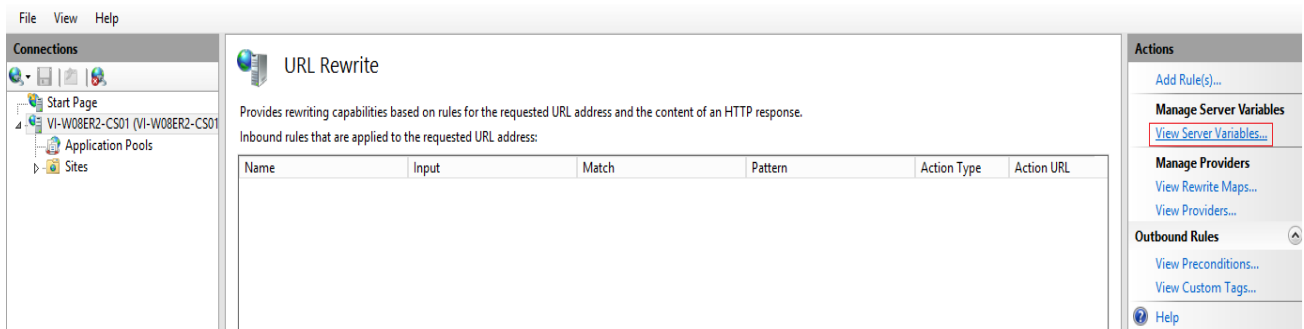 File View Help
Connections
Start Page
VI-W08ER2-CS01 (VI-W08ER2-CS01
Application Pools
Sites
URL Rewrite
Provides rewriting capabilities based on rules for the requested URL address and the content of an HTTP response.
Inbound rules that are applied to the requested URL address:
Name Input Match Pattern Action Type Action URL
Actions
Add Rule(s)...
Manage Server Variables
View Server Variables...
Manage Providers
View Rewrite Maps...
View Providers...
Outbound Rules
View Preconditions...
View Custom Tags...
Help